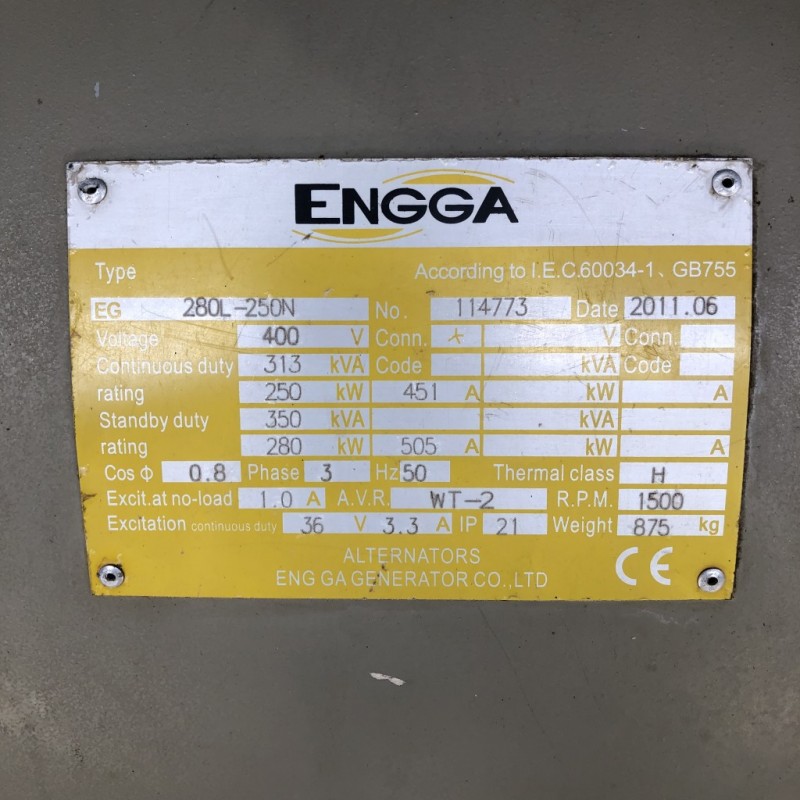 ENGGA
Type According to I.E.C.60034-1、GB755
EG 280L-250N No. 114773 Date 2011.06
Voltage 400 V Conn. V Conn.
Continuous duty 313 kVA Code kVA Code
rating 250 kW 451 A kW A
Standby duty 350 kVA kVA
rating 280 kW 505 A kW A
Cos Φ 0.8 Phase 3 Hz 50 Thermal class H
Excit.at no-load 1.0 A A.V.R. WT-2 R.P.M. 1500
Excitation continuous duty 36 V 3.3 A IP 21 Weight 875 kg
ALTERNATORS
ENG GA GENERATOR CO.,LTD CE